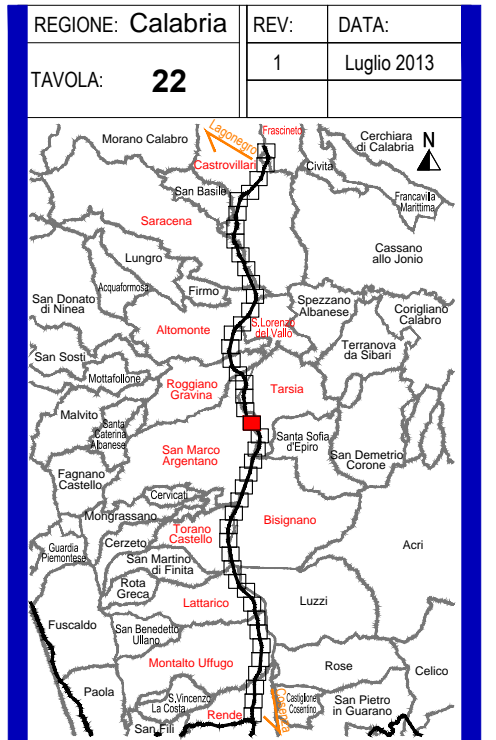 REGIONE: Calabria
REV:
DATA:
TAVOLA: 22
1
Luglio 2013
Lagonegro
Frascineto
Morano Calabro
Cerchiara
di Calabria
N
Castrovillari
Civita
San Basile
Francavilla
Marittima
Saracena
Cassano
allo Jonio
Lungro
Acquaformosa
Firmo
San Donato
di Ninea
Spezzano
Albanese
Corigliano
Calabro
Altomonte
S.Lorenzo
del Vallo
Terranova
da Sibari
San Sosti
Mottafollone
Roggiano
Gravina
Tarsia
Malvito
Santa
Caterina
Albanese
Santa Sofia
d'Epiro
San Marco
Argentano
San Demetrio
Corone
Fagnano
Castello
Cervicati
Mongrassano
Bisignano
Torano
Castello
Cerzeto
Guardia
Piemontese
Acri
San Martino
di Finita
Rota
Greca
Lattarico
Luzzi
Fuscaldo
San Benedetto
Ullano
Montalto Uffugo
Rose
Celico
Paola
S.Vincenzo
La Costa
Cosenza
Castiglione
Cosentino
San Pietro
in Guarano
Rende
San Fili